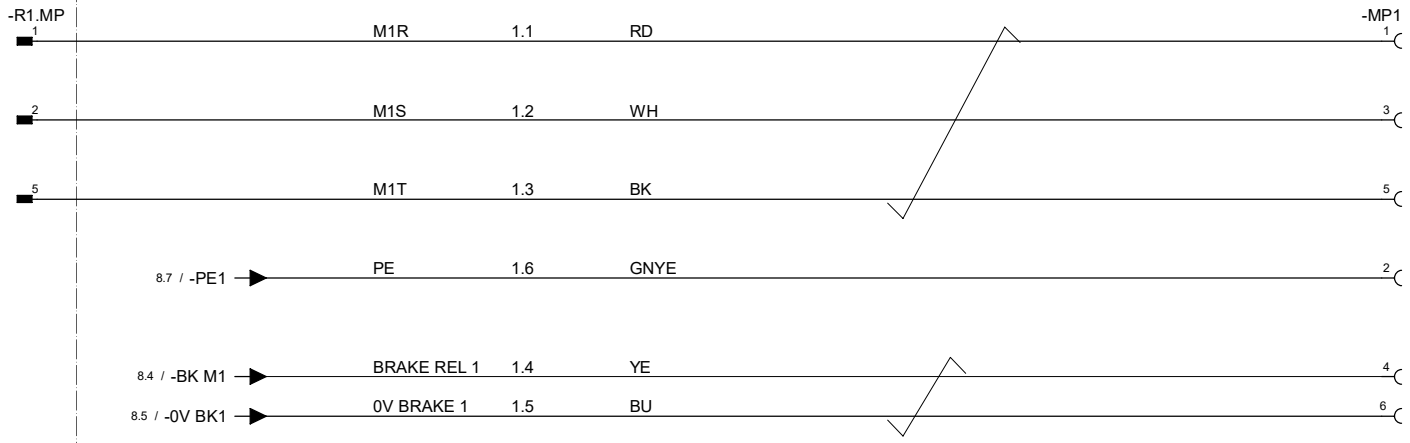 -R1.MP -MP1
1 M1R 1.1 RD 1
2 M1S 1.2 WH 3
5 M1T 1.3 BK 5
8.7 / -PE1 PE 1.6 GNYE 2
8.4 / -BK M1 BRAKE REL 1 1.4 YE 4
8.5 / -0V BK1 0V BRAKE 1 1.5 BU 6